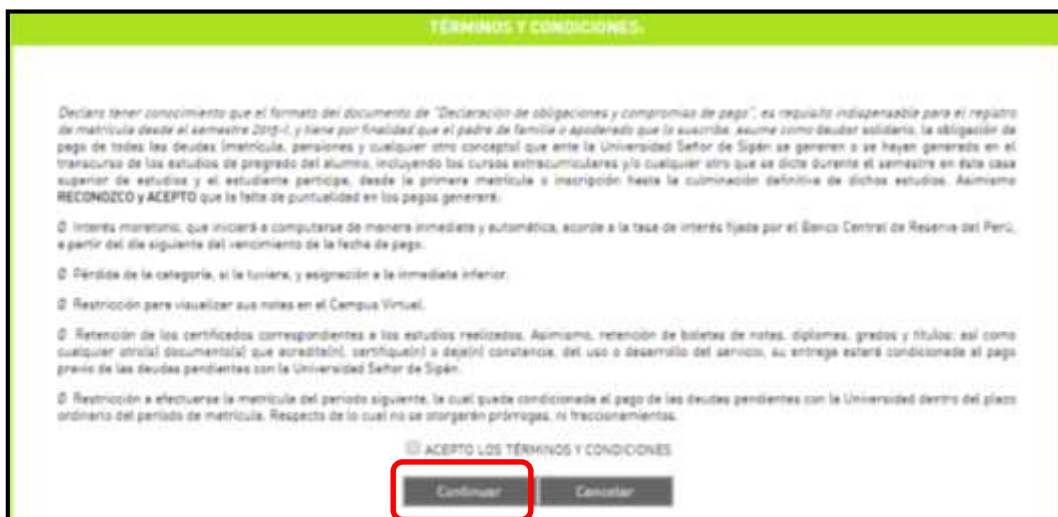 TÉRMINOS Y CONDICIONES:
Declaro tener conocimiento que el formato del documento de "Declaración de obligaciones y compromiso de pago", es requisito indispensable para el registro
de matrícula desde el semestre 2015-I, y tiene por finalidad que el padre de familia o apoderado que la suscribe, asume como deudor solidario, la obligación de
pago de todas las deudas (matrícula, pensiones y cualquier otro concepto) que ante la Universidad Señor de Sipán se generen o se hayan generado en el
transcurso de los estudios de pregrado del alumno, incluyendo los cursos extracurriculares y/o cualquier otro que se dicte durante el semestre en ésta casa
superior de estudios y el estudiante participe, desde la primera matrícula o inscripción hasta la culminación definitiva de dichos estudios. Asimismo
RECONOZCO y ACEPTO que la falta de puntualidad en los pagos generará:
Ø Interés moratorio, que iniciará a computarse de manera inmediata y automática, acorde a la tasa de interés fijada por el Banco Central de Reserva del Perú,
a partir del día siguiente del vencimiento de la fecha de pago.
Ø Pérdida de la categoría, si la tuviera, y asignación a la inmediata inferior.
Ø Restricción para visualizar sus notas en el Campus Virtual.
Ø Retención de los certificados correspondientes a los estudios realizados. Asimismo, retención de boletas de notas, diplomas, grados y títulos; así como
cualquier otro(s) documento(s) que acredite(n), certifique(n) o deje(n) constancia, del uso o desarrollo del servicio, su entrega estará condicionada al pago
previo de las deudas pendientes con la Universidad Señor de Sipán.
Ø Restricción a efectuarse la matrícula del periodo siguiente, la cual queda condicionada al pago de las deudas pendientes con la Universidad dentro del plazo
ordinario del periodo de matrícula. Respecto de lo cual no se otorgarán prórrogas, ni fraccionamientos.
ACEPTO LOS TÉRMINOS Y CONDICIONES
Continuar Cancelar